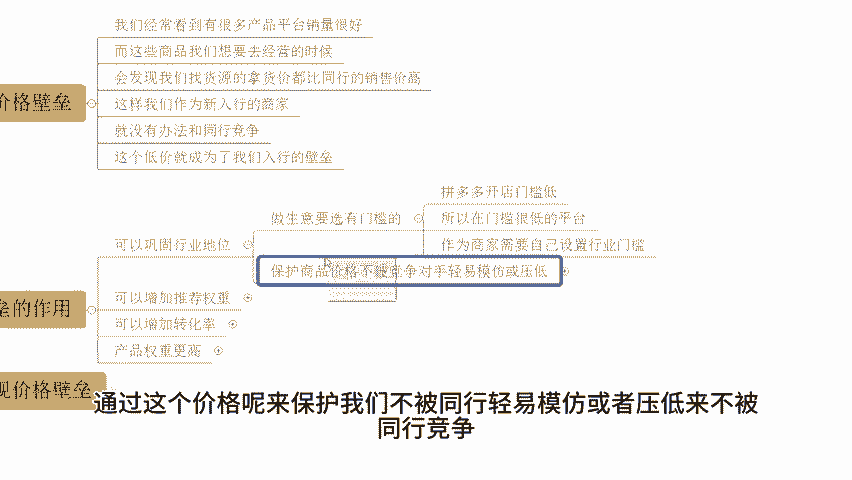 我们经常看到有很多产品平台销量很好
而这些商品我们想要去经营的时候
会发现我们找货源的拿货价都比同行的销售价高
价格壁垒
这样我们作为新入行的商家
就没有办法和同行竞争
这个低价就成为了我们入行的壁垒
拼多多开店门槛低
做生意要选有门槛的
所以在门槛很低的平台
可以巩固行业地位
作为商家需要自己设置行业门槛
保护商品价格不被竞争对手轻易模仿或压低
可以增加推荐权重
垒的作用
可以增加转化率
产品权重更高
现价格壁垒
通过这个价格呢来保护我们不被同行轻易模仿或者压低来不被
同行竞争